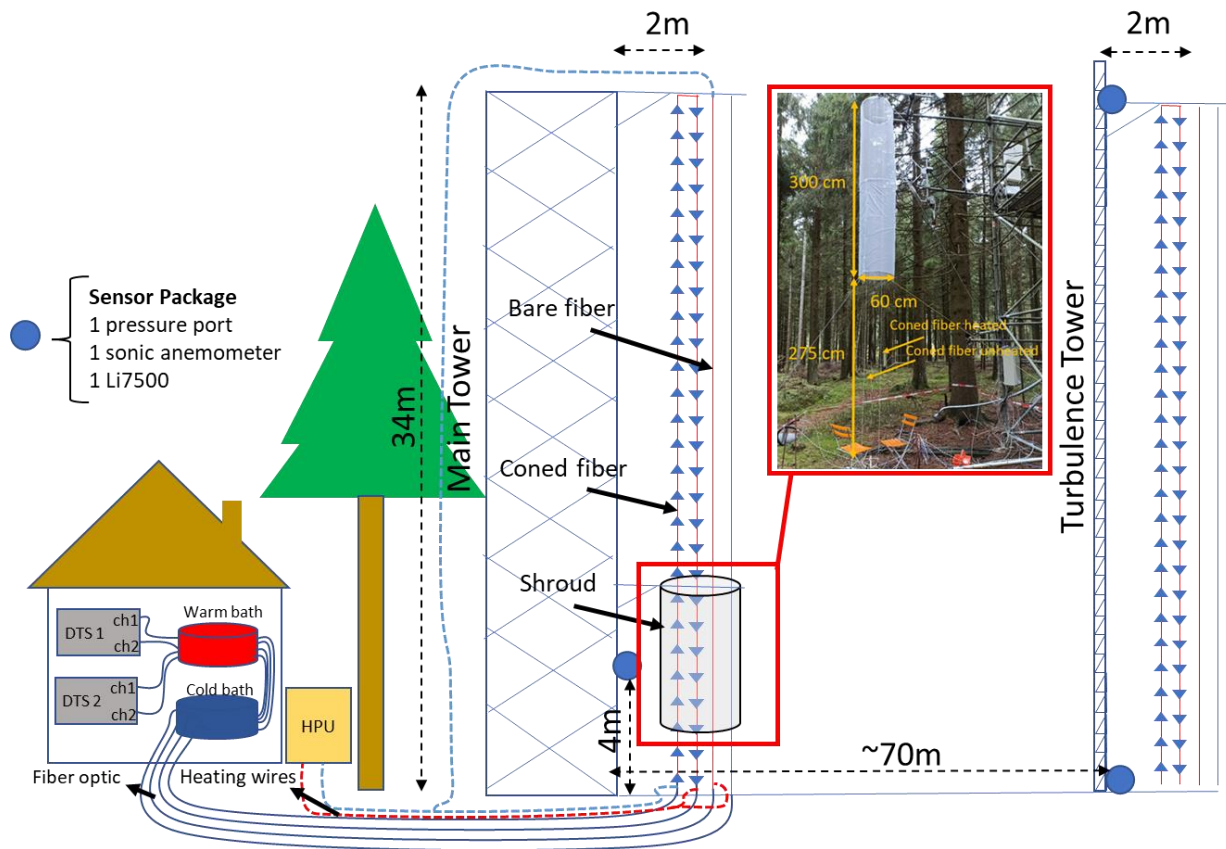 2m
2m
Sensor Package
1 pressure port
1 sonic anemometer
1 Li7500
34m
Main Tower
Bare fiber
Coned fiber
Shroud
300 cm
60 cm
Coned fiber heated
275 cm
Coned fiber unheated
Turbulence Tower
Warm bath
DTS 1
ch1
ch2
Cold bath
DTS 2
ch1
ch2
HPU
4m
~70m
Fiber optic
Heating wires